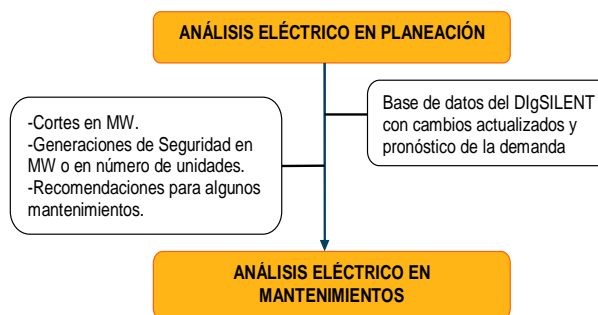 ANÁLISIS ELÉCTRICO EN PLANEACIÓN
-Cortes en MW.
-Generaciones de Seguridad en
MW o en número de unidades.
-Recomendaciones para algunos
mantenimientos.
Base de datos del DIgSILENT
con cambios actualizados y
pronóstico de la demanda
ANÁLISIS ELÉCTRICO EN
MANTENIMIENTOS